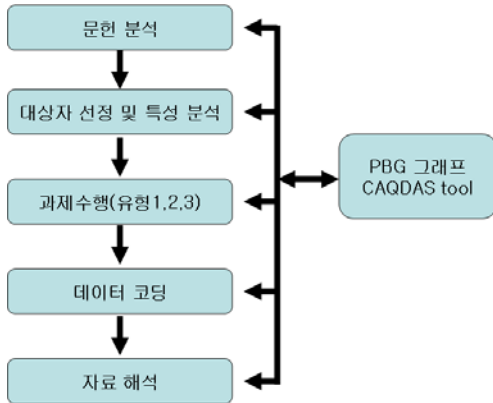 문헌 분석
대상자 선정 및 특성 분석
과제수행(유형1,2,3)
데이터 코딩
자료 해석
PBG 그래프
CAQDAS tool